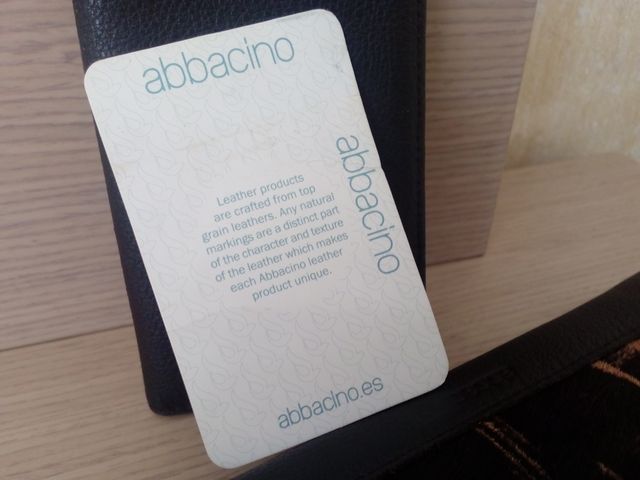 abbacino
abbacino
Leather products
are crafted from top
grain leathers. Any natural
markings are a distinct part
of the character and texture
of the leather which makes
each Abbacino leather
product unique.
abbacino.es